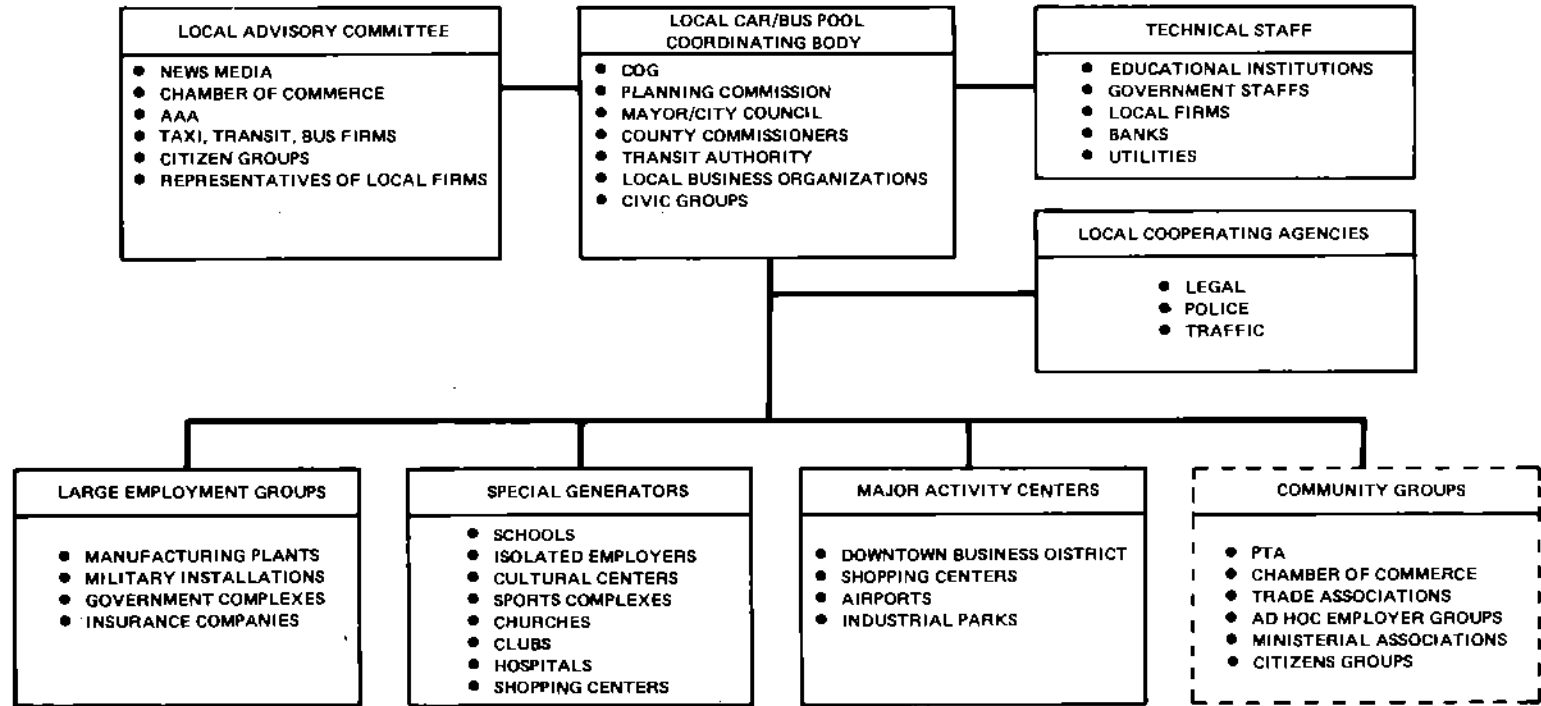 LOCAL ADVISORY COMMITTEE
● NEWS MEDIA
● CHAMBER OF COMMERCE
● AAA
● TAXI, TRANSIT, BUS FIRMS
● CITIZEN GROUPS
● REPRESENTATIVES OF LOCAL FIRMS
LOCAL CAR/BUS POOL
COORDINATING BODY
● COG
● PLANNING COMMISSION
● MAYOR/CITY COUNCIL
● COUNTY COMMISSIONERS
● TRANSIT AUTHORITY
● LOCAL BUSINESS ORGANIZATIONS
● CIVIC GROUPS
TECHNICAL STAFF
● EDUCATIONAL INSTITUTIONS
● GOVERNMENT STAFFS
● LOCAL FIRMS
● BANKS
● UTILITIES
LOCAL COOPERATING AGENCIES
● LEGAL
● POLICE
● TRAFFIC
LARGE EMPLOYMENT GROUPS
● MANUFACTURING PLANTS
● MILITARY INSTALLATIONS
● GOVERNMENT COMPLEXES
● INSURANCE COMPANIES
SPECIAL GENERATORS
● SCHOOLS
● ISOLATED EMPLOYERS
● CULTURAL CENTERS
● SPORTS COMPLEXES
● CHURCHES
● CLUBS
● HOSPITALS
● SHOPPING CENTERS
MAJOR ACTIVITY CENTERS
● DOWNTOWN BUSINESS DISTRICT
● SHOPPING CENTERS
● AIRPORTS
● INDUSTRIAL PARKS
COMMUNITY GROUPS
● PTA
● CHAMBER OF COMMERCE
● TRADE ASSOCIATIONS
● AD HOC EMPLOYER GROUPS
● MINISTERIAL ASSOCIATIONS
● CITIZENS GROUPS